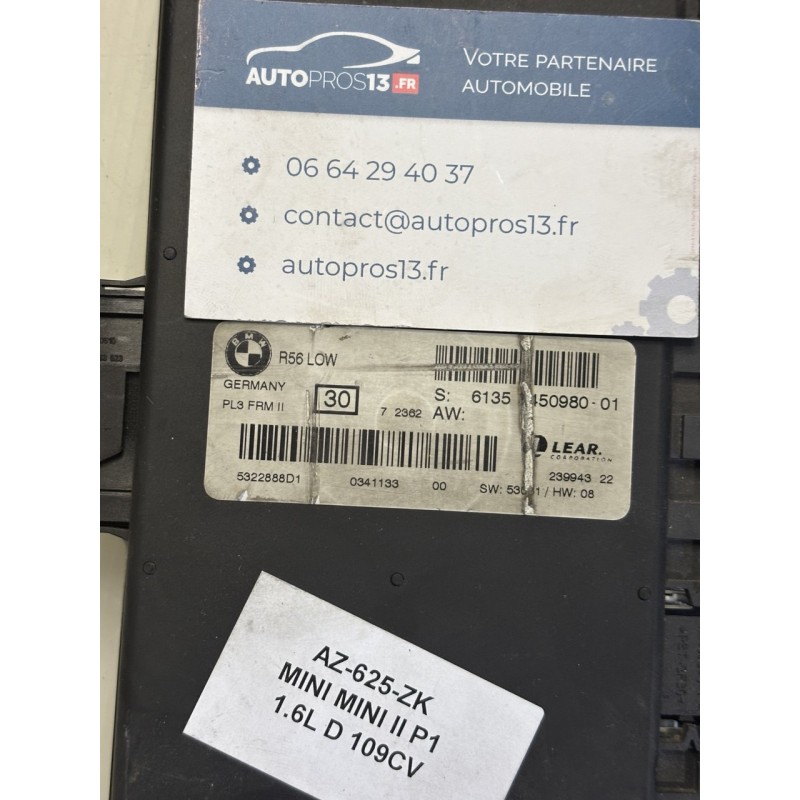 AUTOPROS13.FR
VOTRE PARTENAIRE
AUTOMOBILE
06 64 29 40 37
contact@autopros13.fr
autopros13.fr
BMW
R56 LOW
GERMANY
PL3 FRM II
30
7 2362
S: 6135 450980-01
AW:
LEAR.
CORPORATION
5322888D1
0341133
00
239943 22
SW: / HW: 08
AZ-625-ZK
MINI MINI II P1
1.6L D 109CV